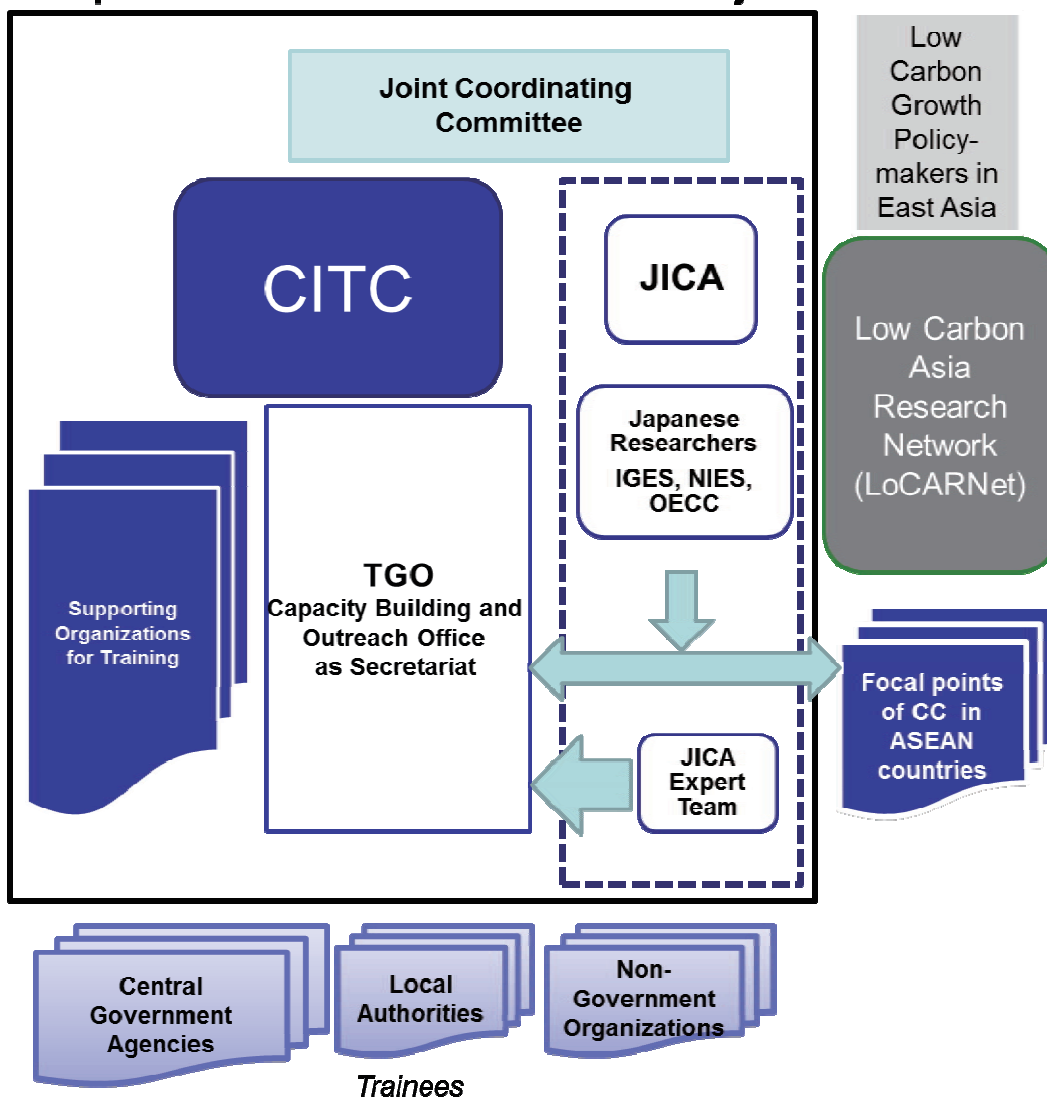 Joint Coordinating
Committee
Low
Carbon
Growth
Policy-
makers in
East Asia
CITC
JICA
Low Carbon
Asia
Research
Network
(LoCARNet)
Japanese
Researchers
IGES, NIES,
OECC
TGO
Capacity Building and
Outreach Office
as Secretariat
Supporting
Organizations
for Training
Focal points
of CC in
ASEAN
countries
JICA
Expert
Team
Central
Government
Agencies
Local
Authorities
Non-
Government
Organizations
Trainees